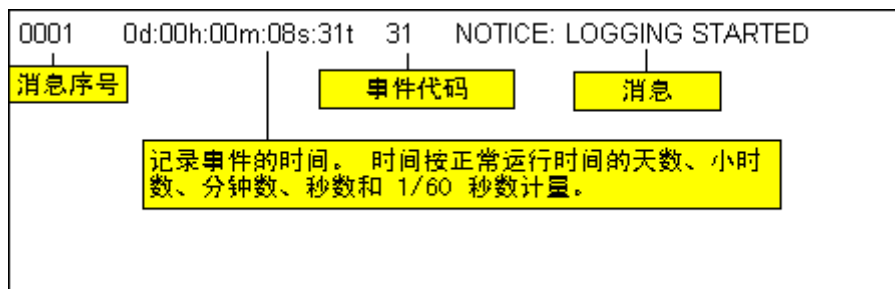 0001 0d:00h:00m:08s:31t 31 NOTICE: LOGGING STARTED
消息序号
事件代码
消息
记录事件的时间。 时间按正常运行时间的天数、小时
数、分钟数、秒数和 1/60 秒数计量。